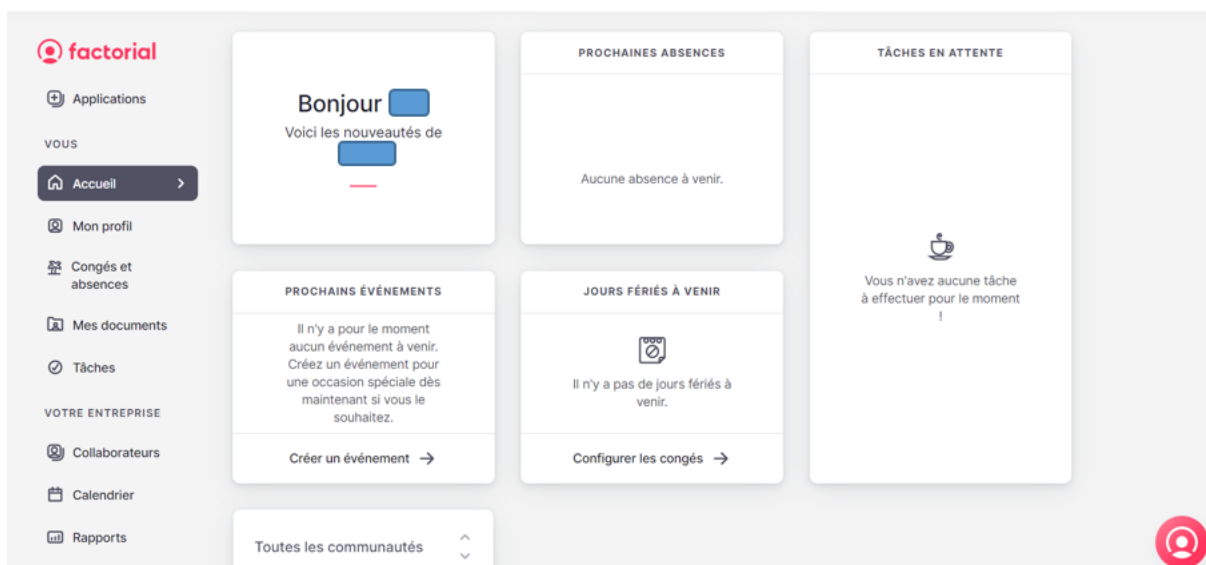 factorial
Applications
VOUS
Accueil
Mon profil
Congés et
absences
Mes documents
Tâches
VOTRE ENTREPRISE
Collaborateurs
Calendrier
Rapports
Bonjour
Voici les nouveautés de
PROCHAINES ABSENCES
Aucune absence à venir.
TÂCHES EN ATTENTE
Vous n'avez aucune tâche
à effectuer pour le moment
!
PROCHAINS ÉVÉNEMENTS
Il n'y a pour le moment
aucun événement à venir.
Créez un événement pour
une occasion spéciale dès
maintenant si vous le
souhaitez.
Créer un événement →
JOURS FÉRIÉS À VENIR
Il n'y a pas de jours fériés à
venir.
Configurer les congés →
Toutes les communautés